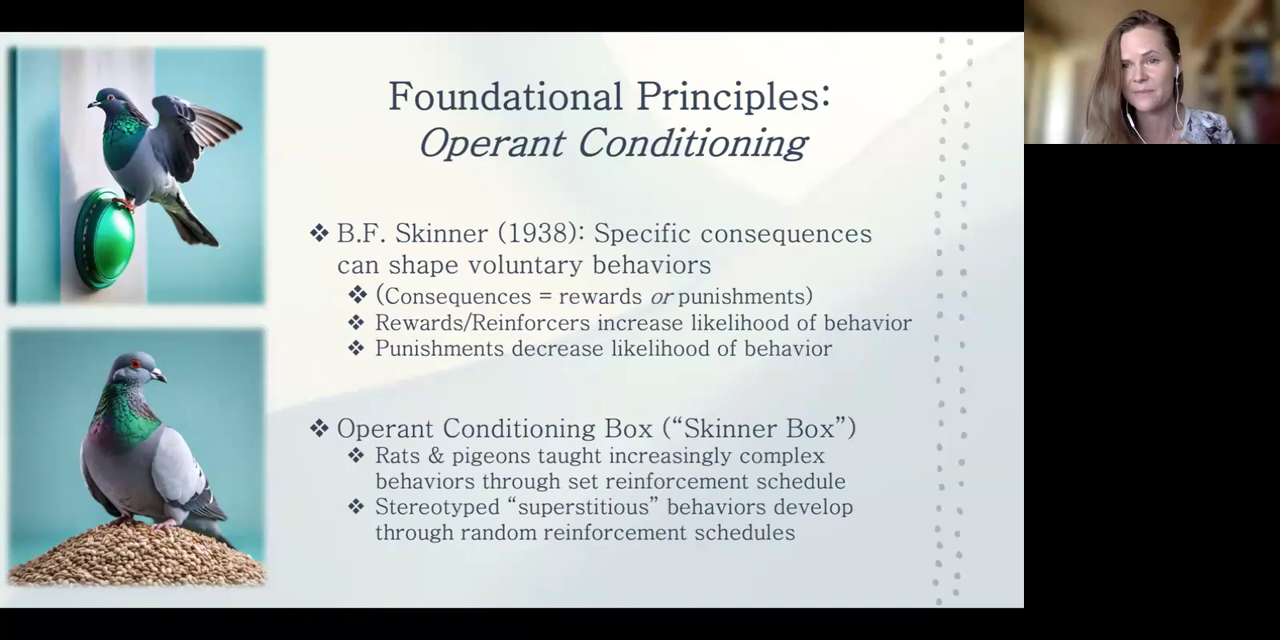 Foundational Principles:
Operant Conditioning
❖ B.F. Skinner (1938): Specific consequences
can shape voluntary behaviors
❖ (Consequences = rewards or punishments)
❖ Rewards/Reinforcers increase likelihood of behavior
❖ Punishments decrease likelihood of behavior
❖ Operant Conditioning Box (“Skinner Box”)
❖ Rats & pigeons taught increasingly complex
behaviors through set reinforcement schedule
❖ Stereotyped “superstitious” behaviors develop
through random reinforcement schedules